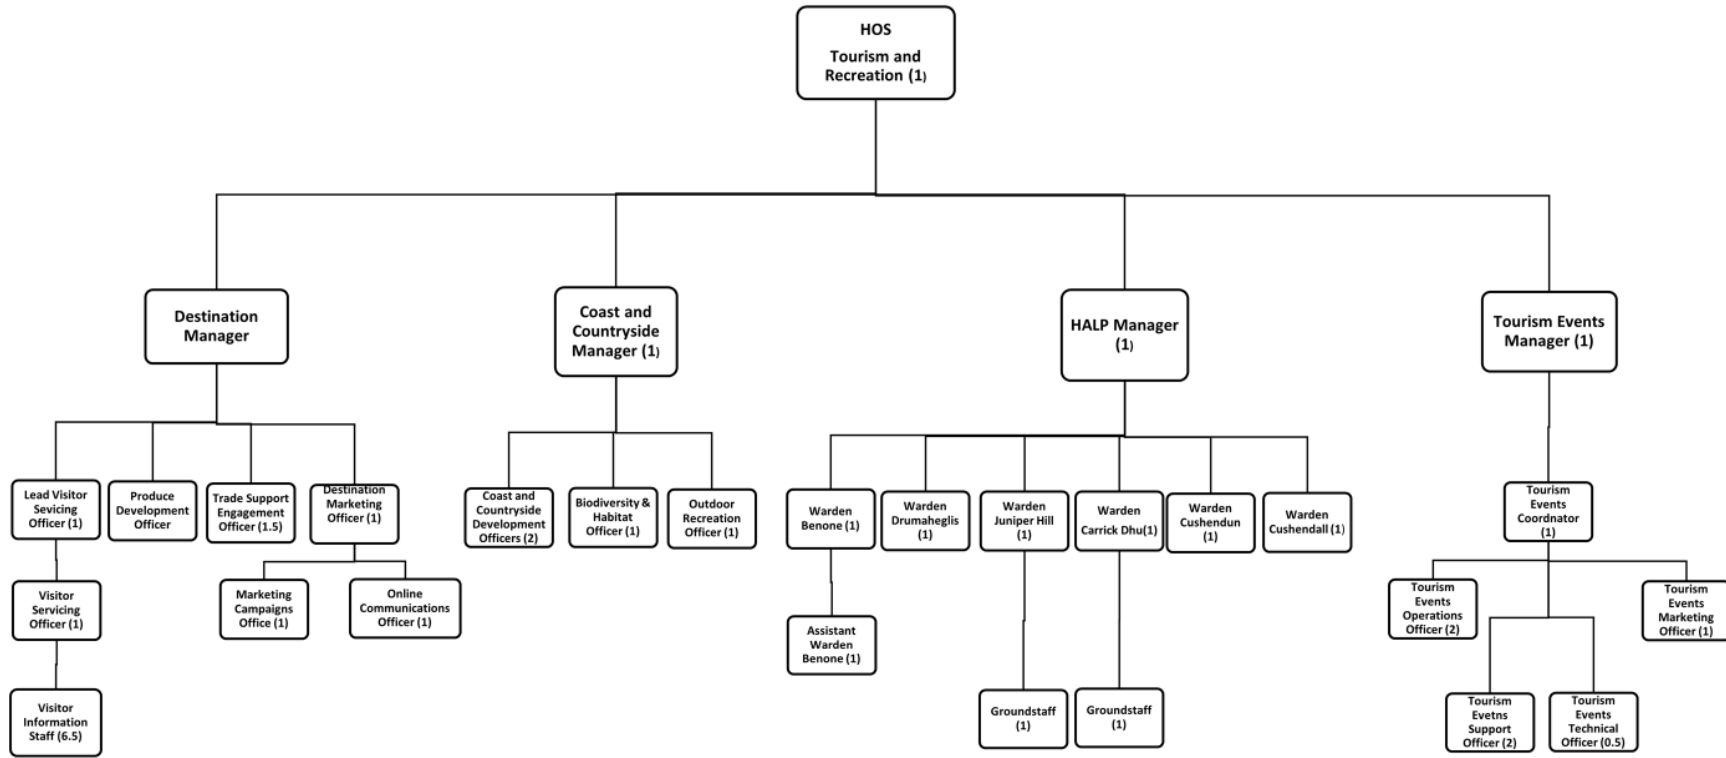 HOS
Tourism and
Recreation (1)
Destination
Manager
Coast and
Countryside
Manager (1)
HALP Manager
(1)
Tourism Events
Manager (1)
Lead Visitor
Sevicing
Officer (1)
Produce
Development
Officer
Trade Support
Engagement
Officer (1.5)
Destination
Marketing
Officer (1)
Coast and
Countryside
Development
Officers (2)
Biodiversity &
Habitat
Officer (1)
Outdoor
Recreation
Officer (1)
Warden
Benone (1)
Warden
Drumaheglis
(1)
Warden
Juniper Hill
(1)
Warden
Carrick Dhu(1)
Warden
Cushendun
(1)
Warden
Cushendall (1)
Tourism
Events
Coordnator
(1)
Visitor
Servicing
Officer (1)
Marketing
Campaigns
Office (1)
Online
Communications
Officer (1)
Assistant
Warden
Benone (1)
Tourism
Events
Operations
Officer (2)
Tourism
Events
Marketing
Officer (1)
Visitor
Information
Staff (6.5)
Groundstaff
(1)
Groundstaff
(1)
Tourism
Evetns
Support
Officer (2)
Tourism
Events
Technical
Officer (0.5)